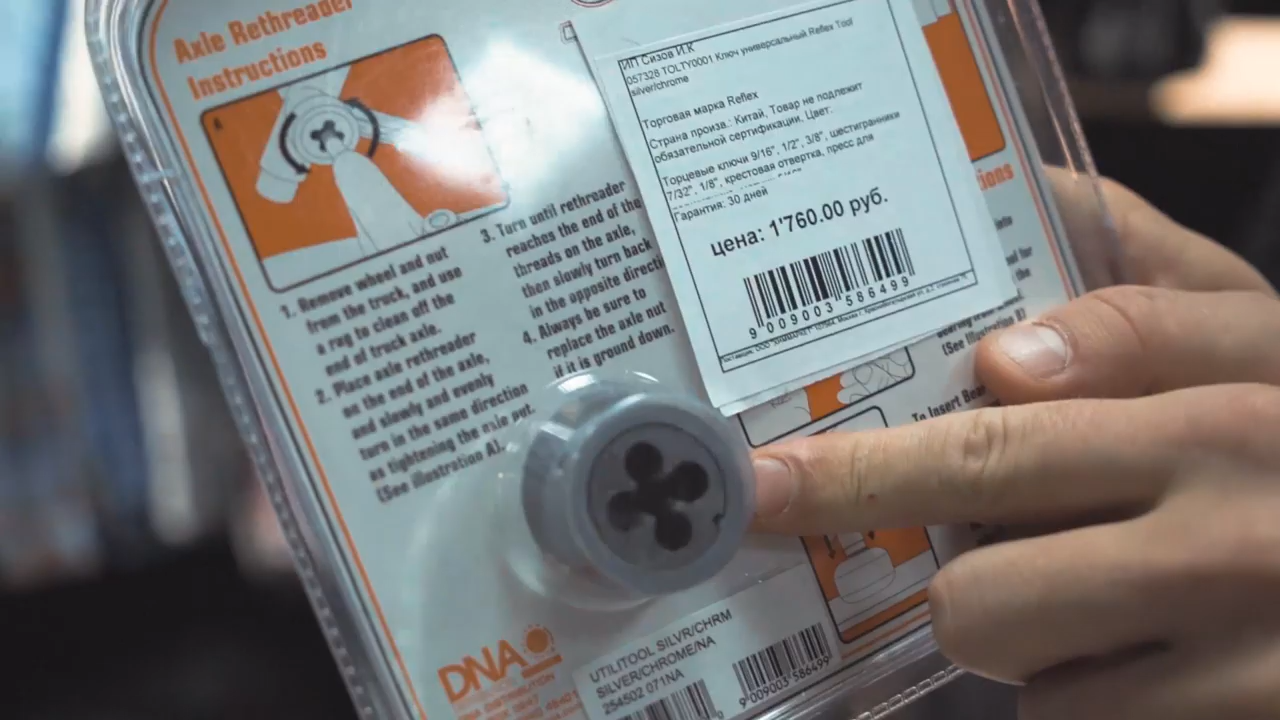 Axle Rethreader
Instructions
A
1. Remove wheel and nut
from the truck, and use
a rag to clean off the
end of truck axle.
2. Place axle rethreader
on the end of the axle,
and slowly and evenly
turn in the same direction
as tightening the axle nut.
(See illustration A).
3. Turn until rethreader
reaches the end of the
threads on the axle,
then slowly turn back
in the opposite directi
4. Always be sure to
replace the axle nut
if it is ground down.
ИП Сизов И.К
057328 TOLTY0001 Ключ универсальный Reflex Tool
silver/chrome
Торговая марка Reflex
Страна произв.: Китай, Товар не подлежит
обязательной сертификации, Цвет:
Торцевые ключи 9/16", 1/2", 3/8", шестигранники
7/32", 1/8", крестовая отвертка, пресс для
Гарантия: 30 дней
цена: 1'760.00 руб.
9 009003 586499
ions
(See Illustration
To Insert
DNA
UTILITOOL SILVR/CHRM
SILVER/CHROME/NA
254502 071NA
9 009003 586499